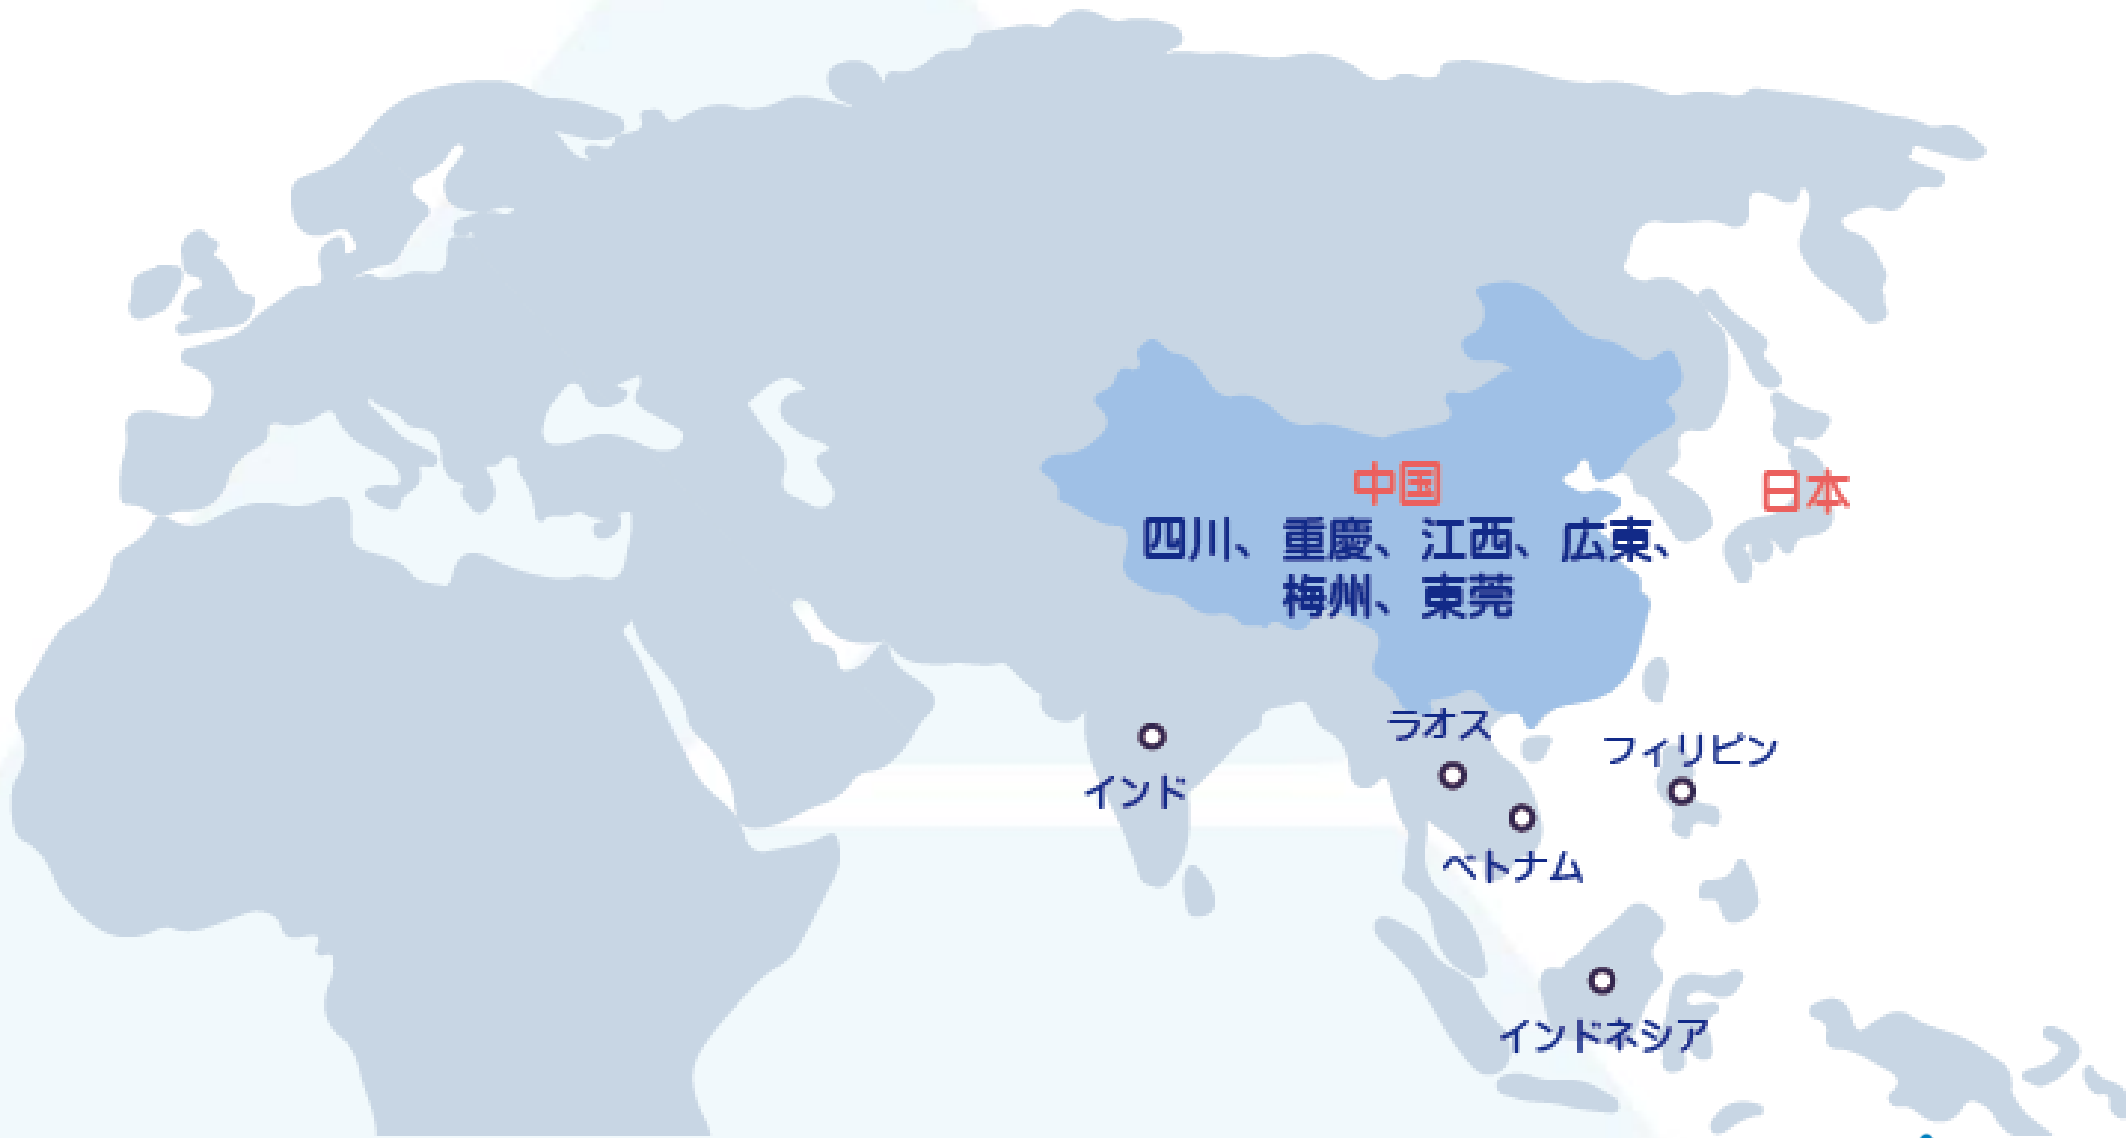 中国
日本
四川、重慶、江西、広東、
梅州、東莞
ラオス
フィリピン
インド
ベトナム
インドネシア